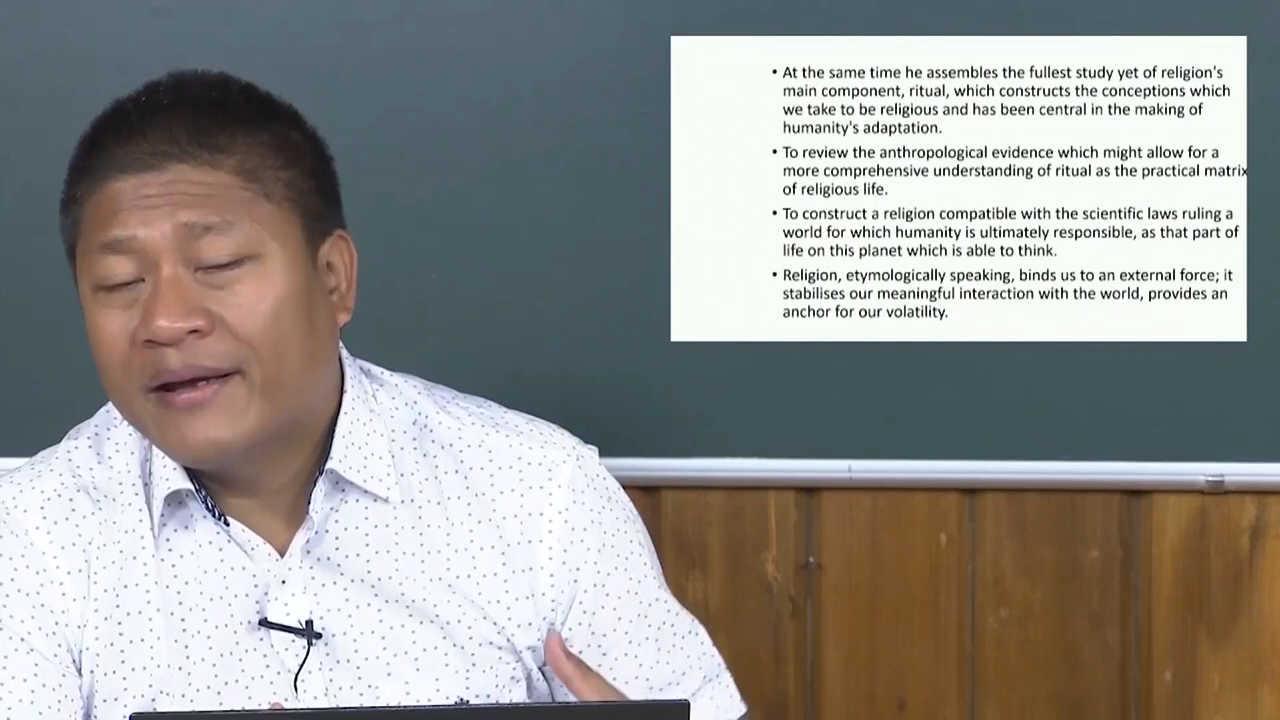 • At the same time he assembles the fullest study yet of religion's
main component, ritual, which constructs the conceptions which
we take to be religious and has been central in the making of
humanity's adaptation.
• To review the anthropological evidence which might allow for a
more comprehensive understanding of ritual as the practical matrix
of religious life.
• To construct a religion compatible with the scientific laws ruling a
world for which humanity is ultimately responsible, as that part of
life on this planet which is able to think.
• Religion, etymologically speaking, binds us to an external force; it
stabilises our meaningful interaction with the world, provides an
anchor for our volatility.